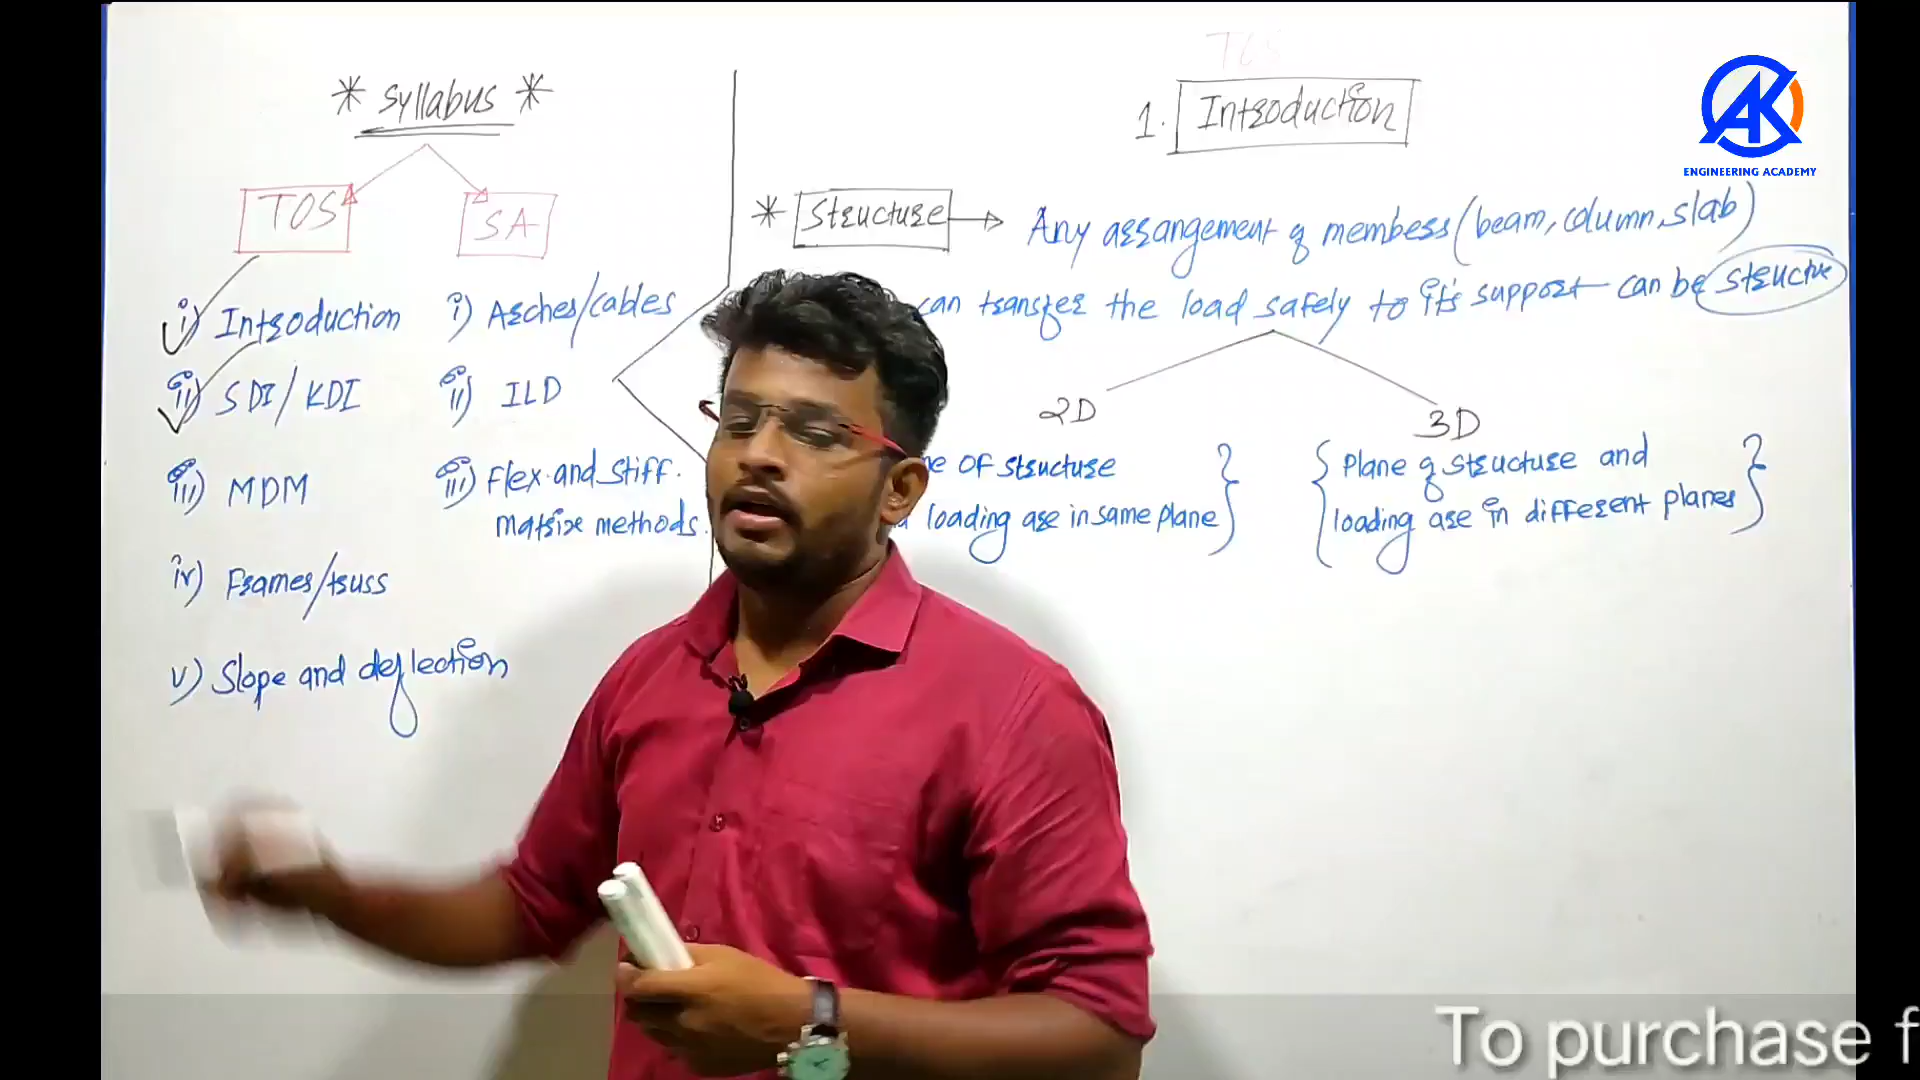 * Syllabus *
TOS
SA
i) Introduction
ii) SDI/KDI
iii) MDM
iv) Frames/truss
v) Slope and deflection
i) Arches/cables
ii) ILD
iii) Flex. and stiff.
matrix methods.
TOS
1. Introduction
* Structure → Any arrangement of members (beam, column, slab)
can transfer the load safely to it's support can be structure
2D
OF structure
loading are in same plane
3D
{ Plane of structure and
loading are in different planes }
AK
ENGINEERING ACADEMY
To purchase f